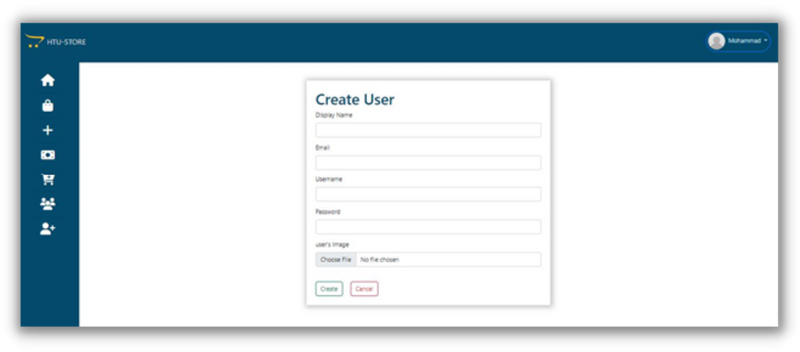 HTU-STORE
Mohammad
Create User
Display Name
Email
Username
Password
user's Image
Choose File No file chosen
Create Cancel